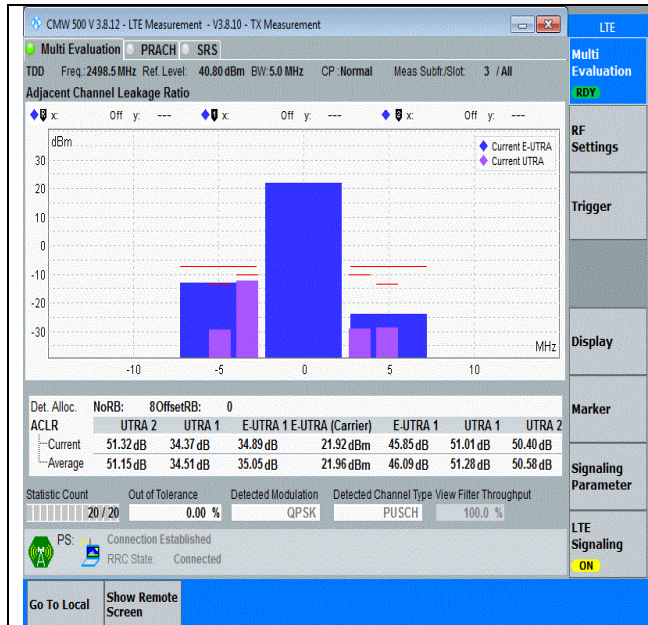 CMW 500 V 3.8.12 - LTE Measurement - V3.8.10 - TX Measurement
LTE
Multi Evaluation PRACH SRS
Multi Evaluation
RDY
TDD Freq.:2498.5 MHz Ref. Level: 40.80 dBm BW:5.0 MHz CP :Normal Meas Subfr./Slot: 3 / All
Adjacent Channel Leakage Ratio
x: Off y: --- x: Off y: --- x: Off y: ---
dBm
Current E-UTRA
Current UTRA
30
20
10
0
-10
-20
-30
MHz
-10 -5 0 5 10
RF Settings
Trigger
Display
Marker
Signaling Parameter
LTE Signaling
ON
Det. Alloc. NoRB: 8 OffsetRB: 0
ACLR UTRA 2 UTRA 1 E-UTRA 1 E-UTRA (Carrier) E-UTRA 1 UTRA 1 UTRA 2
Current 51.32 dB 34.37 dB 34.89 dB 21.92 dBm 45.85 dB 51.01 dB 50.40 dB
Average 51.15 dB 34.51 dB 35.05 dB 21.96 dBm 46.09 dB 51.28 dB 50.58 dB
Statistic Count Out of Tolerance Detected Modulation Detected Channel Type View Filter Throughput
20 / 20 0.00 % QPSK PUSCH 100.0 %
PS: Connection Established
RRC State: Connected
Go To Local
Show Remote Screen